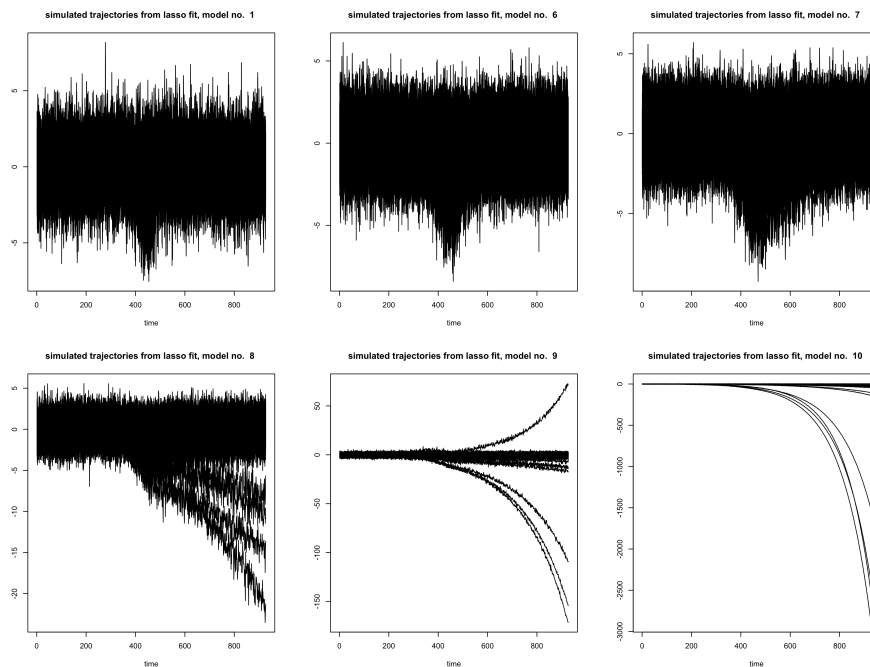 simulated trajectories from lasso fit, model no. 1
simulated trajectories from lasso fit, model no. 6
simulated trajectories from lasso fit, model no. 7
5
0
-5
0 200 400 600 800
time
5
0
-5
0 200 400 600 800
time
5
0
-5
0 200 400 600 800
time
simulated trajectories from lasso fit, model no. 8
simulated trajectories from lasso fit, model no. 9
simulated trajectories from lasso fit, model no. 10
5
0
-5
-10
-15
-20
0 200 400 600 800
time
50
0
-50
-100
-150
0 200 400 600 800
time
0
-500
-1000
-1500
-2000
-2500
-3000
0 200 400 600 800
time